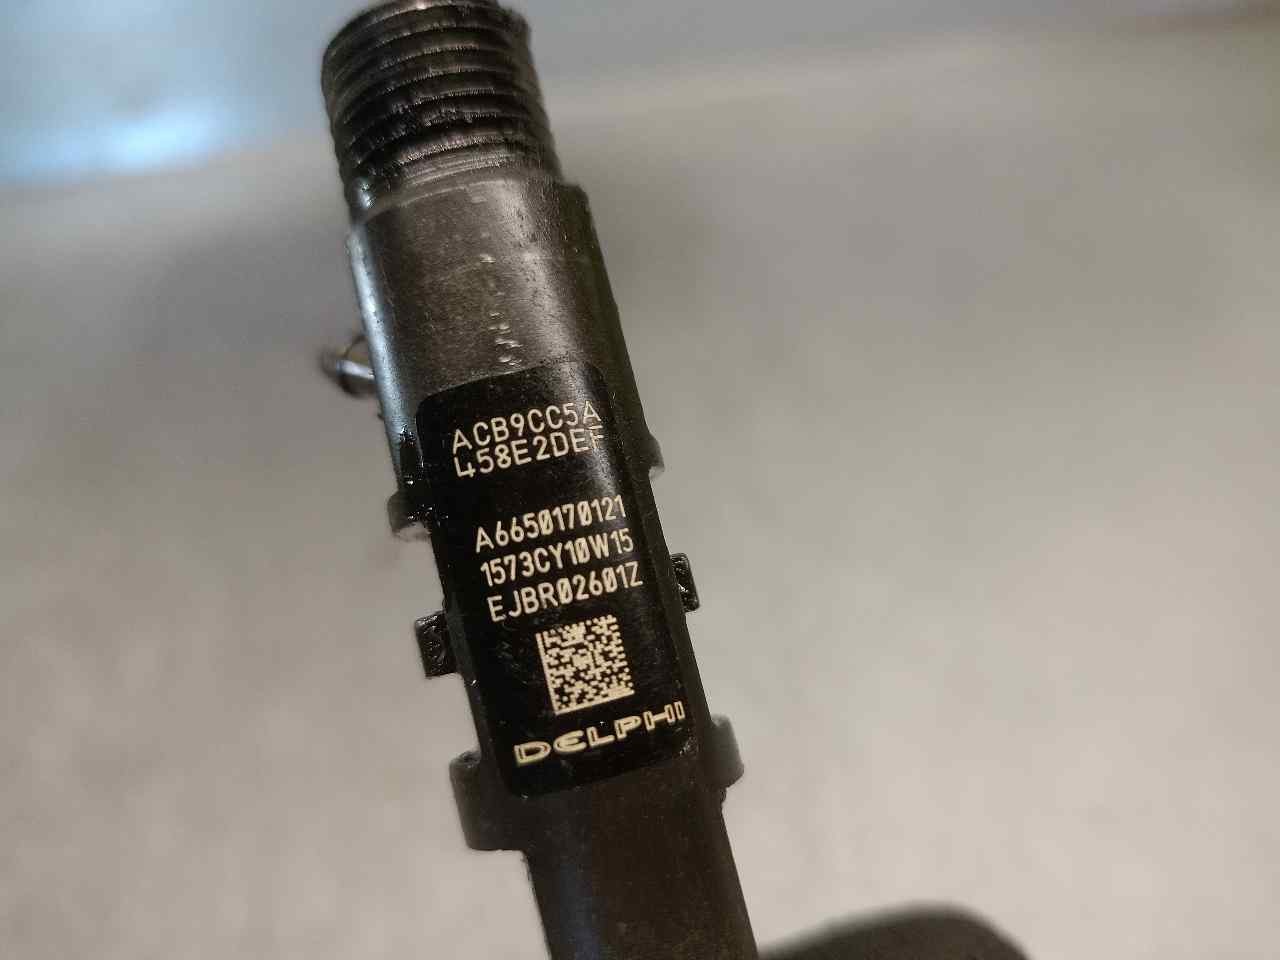 ACB9CC5A
458E2DEF
A6650170121
1573CY10W15
EJBR02601Z
DELPHI